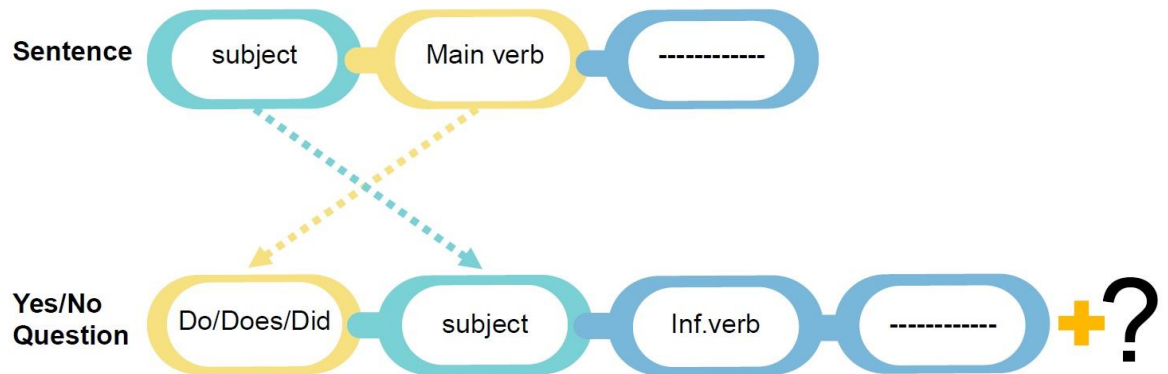 Sentence
subject
Main verb
-------------
Yes/No
Question
Do/Does/Did
subject
Inf.verb
------------
+?